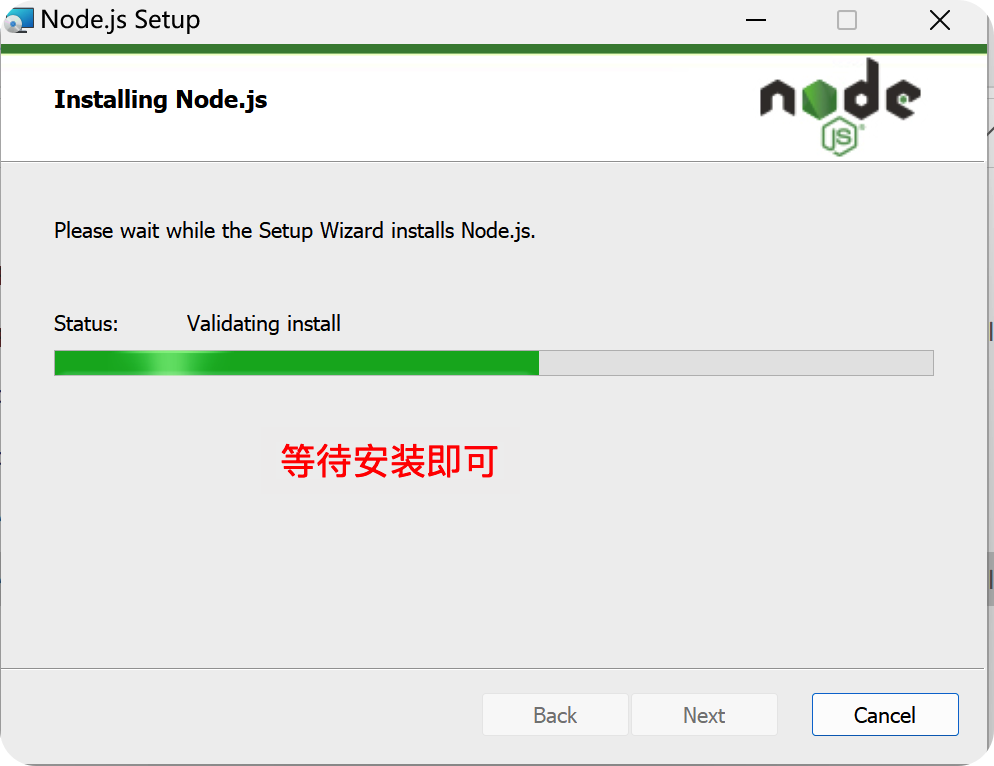 Node.js Setup
Installing Node.js
node
JS
Please wait while the Setup Wizard installs Node.js.
Status: Validating install
等待安装即可
Back Next Cancel